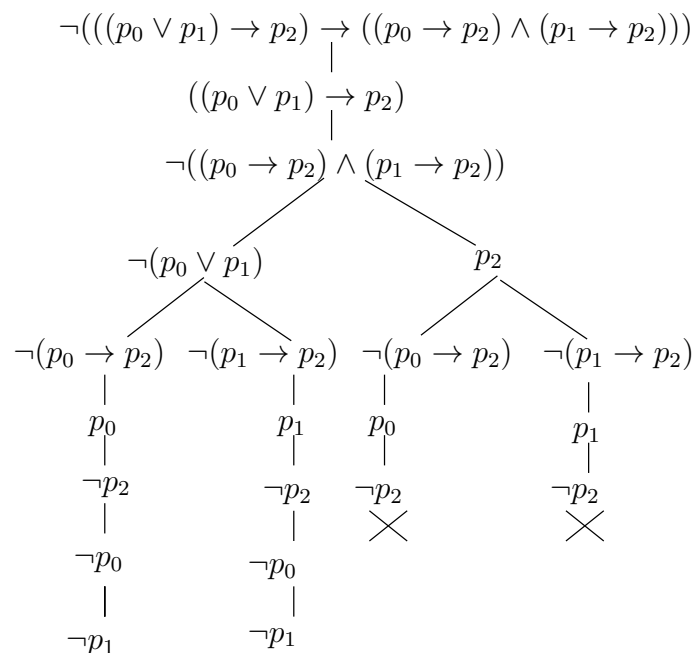 ¬(((p₀ ∨ p₁) → p₂) → ((p₀ → p₂) ∧ (p₁ → p₂)))
((p₀ ∨ p₁) → p₂)
¬((p₀ → p₂) ∧ (p₁ → p₂))
¬(p₀ ∨ p₁) p₂
¬(p₀ → p₂) ¬(p₁ → p₂) ¬(p₀ → p₂) ¬(p₁ → p₂)
p₀ p₁ p₀ p₁
¬p₂ ¬p₂ ¬p₂ ¬p₂
¬p₀ ¬p₀
¬p₁ ¬p₁